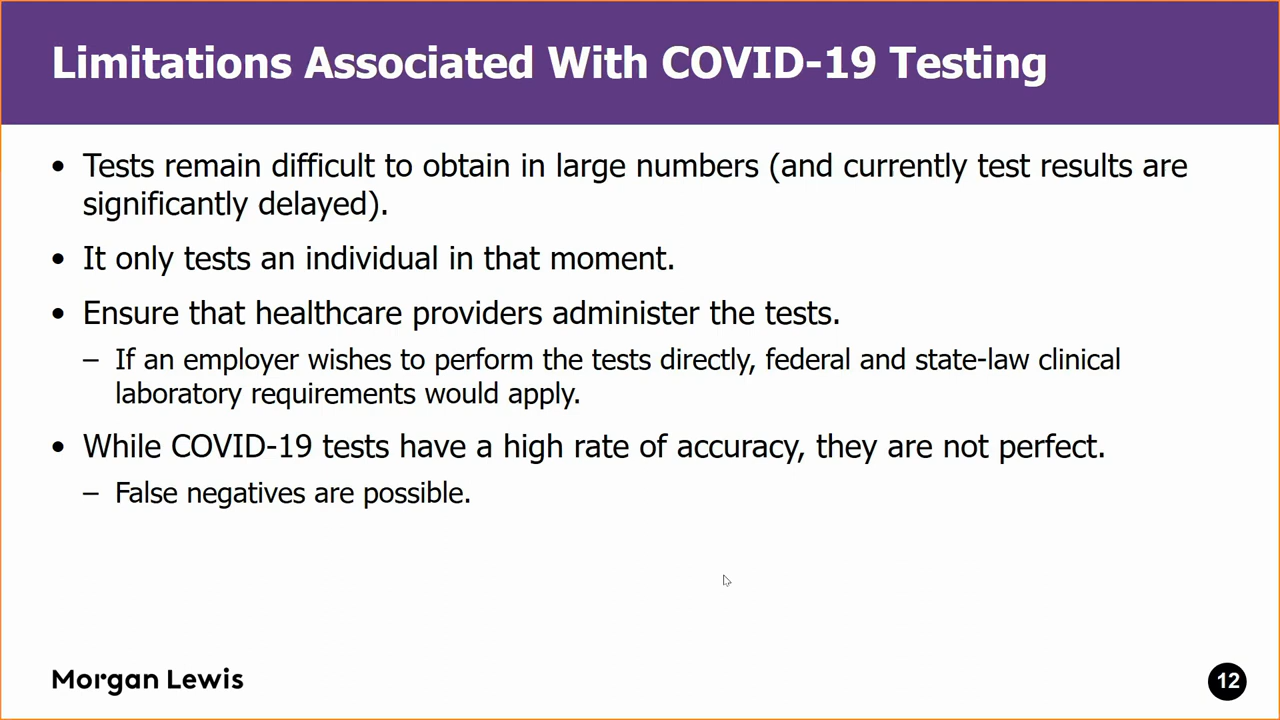 Limitations Associated With COVID-19 Testing
• Tests remain difficult to obtain in large numbers (and currently test results are
significantly delayed).
• It only tests an individual in that moment.
• Ensure that healthcare providers administer the tests.
– If an employer wishes to perform the tests directly, federal and state-law clinical
laboratory requirements would apply.
• While COVID-19 tests have a high rate of accuracy, they are not perfect.
– False negatives are possible.
Morgan Lewis
12